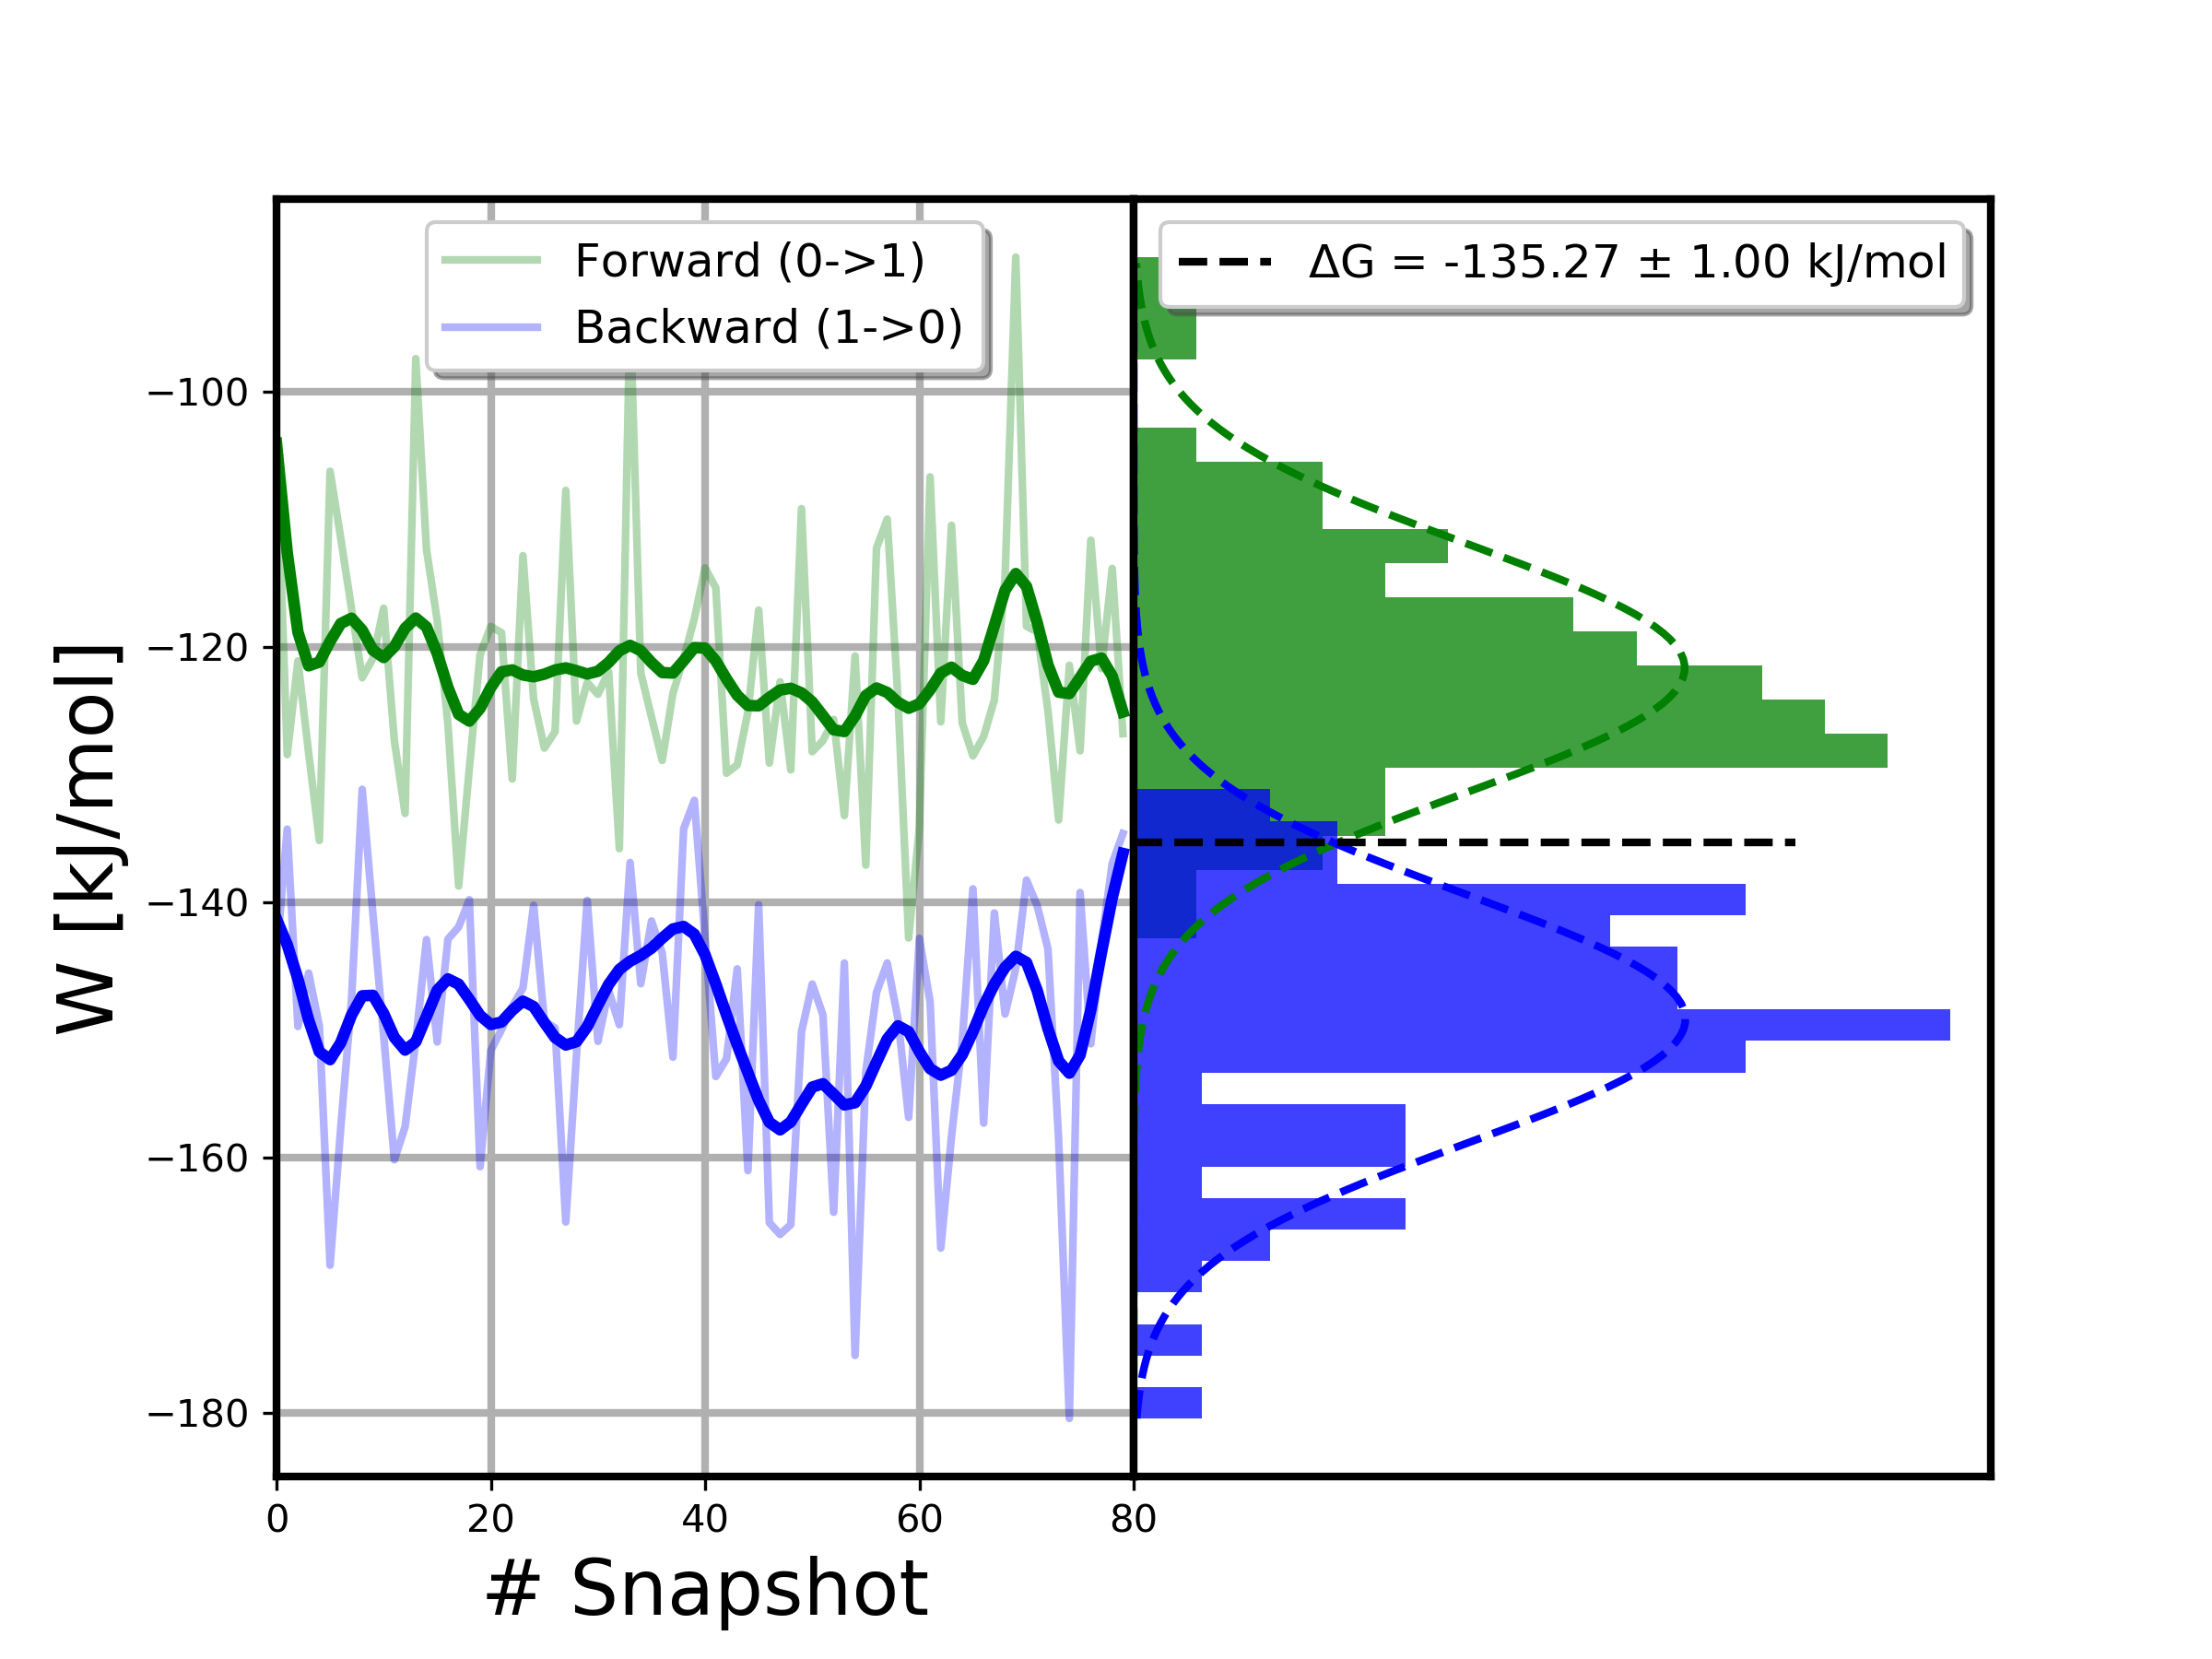 Forward (0->1)
Backward (1->0)
ΔG = -135.27 ± 1.00 kJ/mol
W [kJ/mol]
−100
−120
−140
−160
−180
0 20 40 60 80
# Snapshot